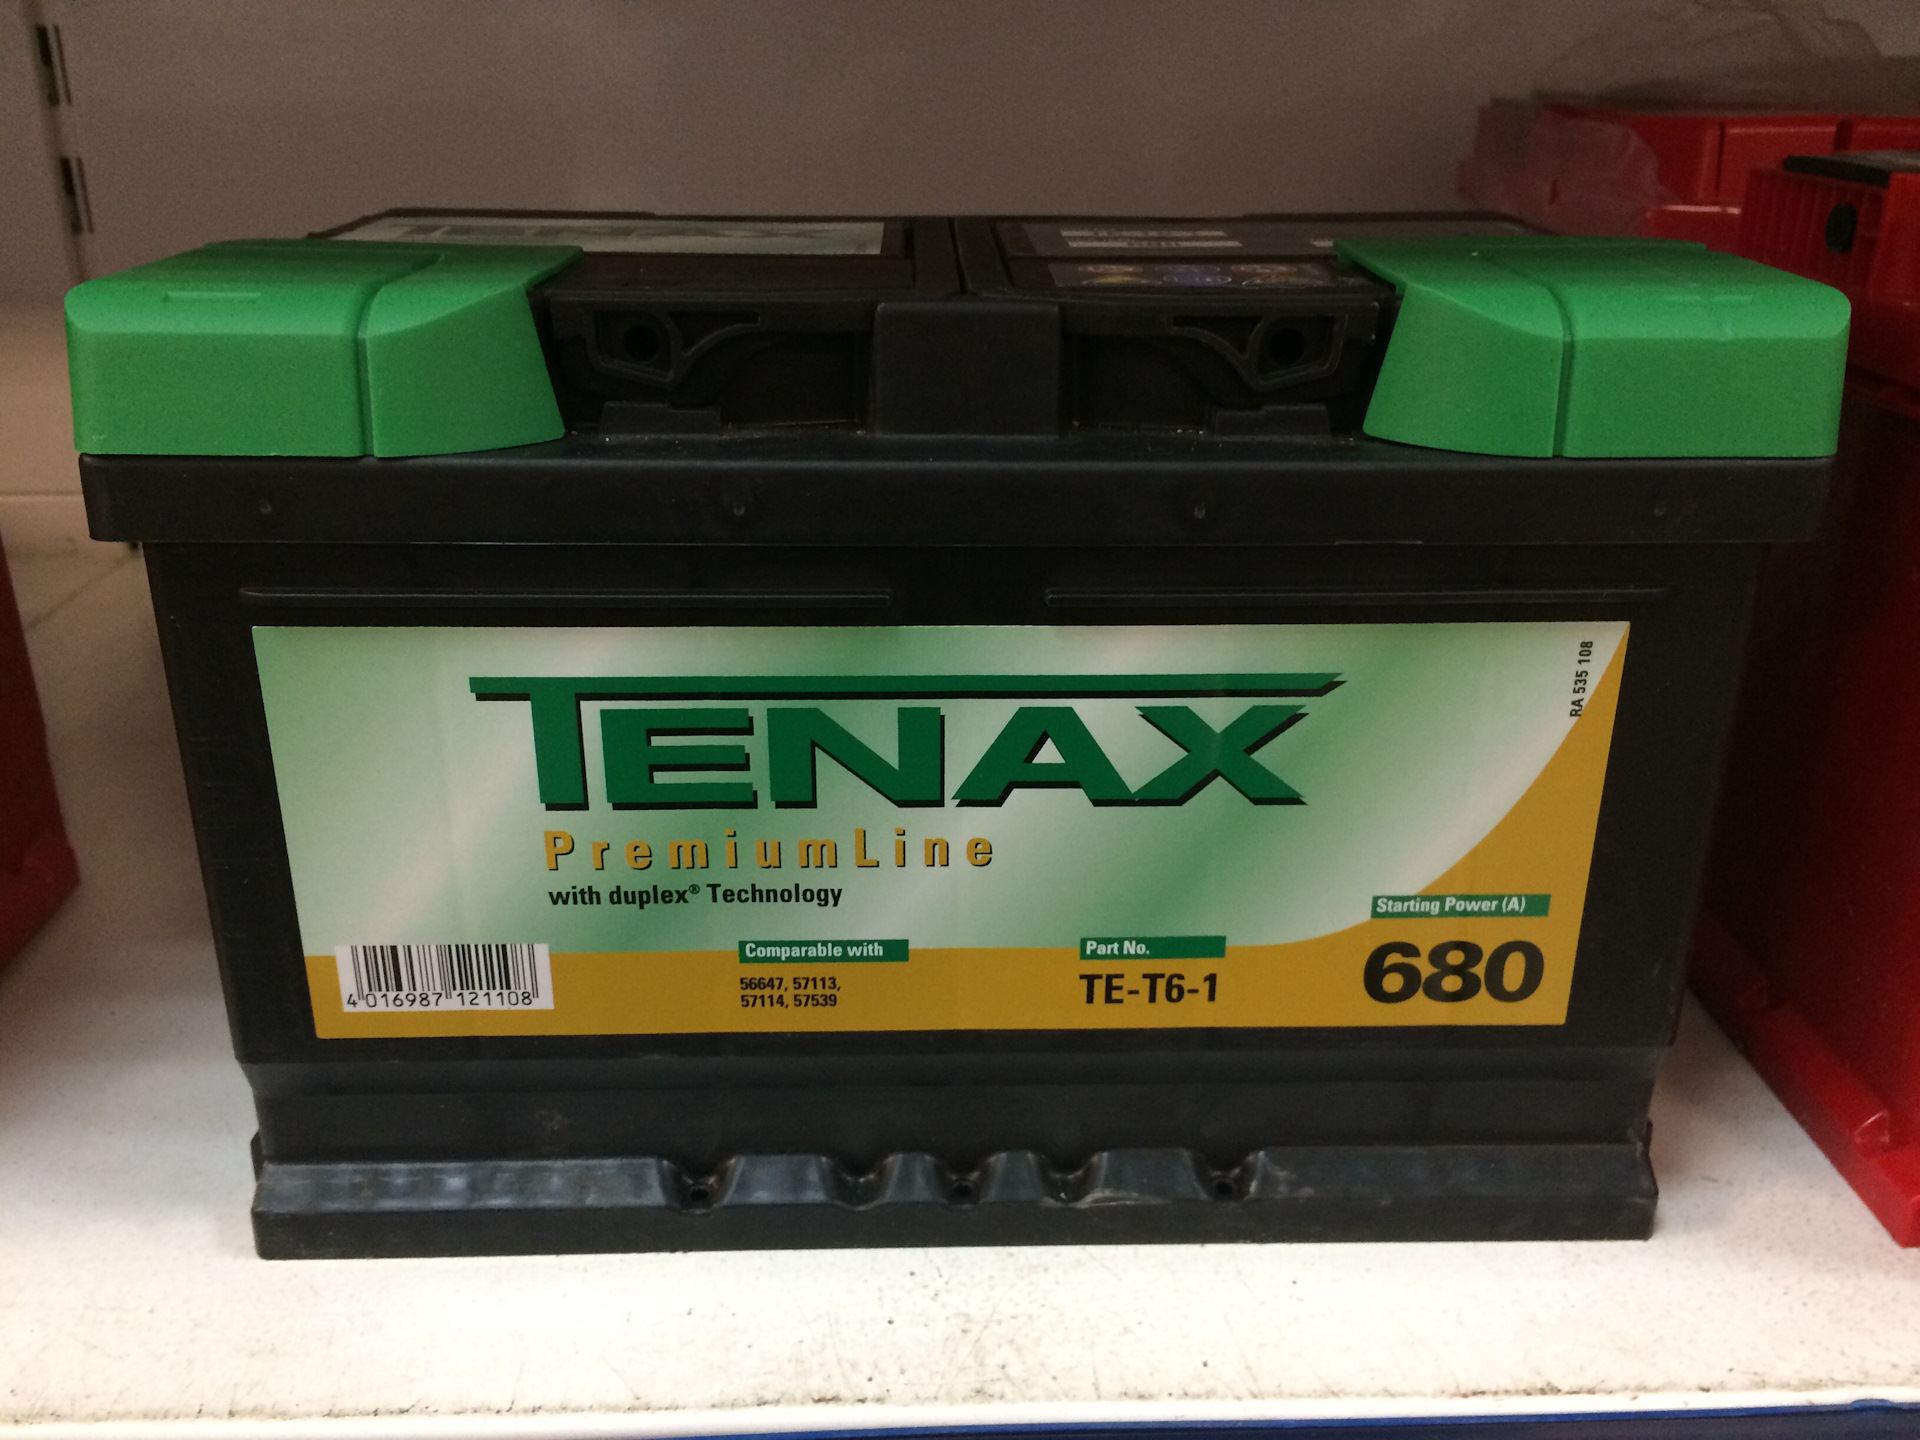 TENAX
TENAX
RA 535 108
PremiumLine
with duplex® Technology
Starting Power (A)
680
Comparable with
56647, 57113,
57114, 57539
Part No.
TE-T6-1
4 016987 121108